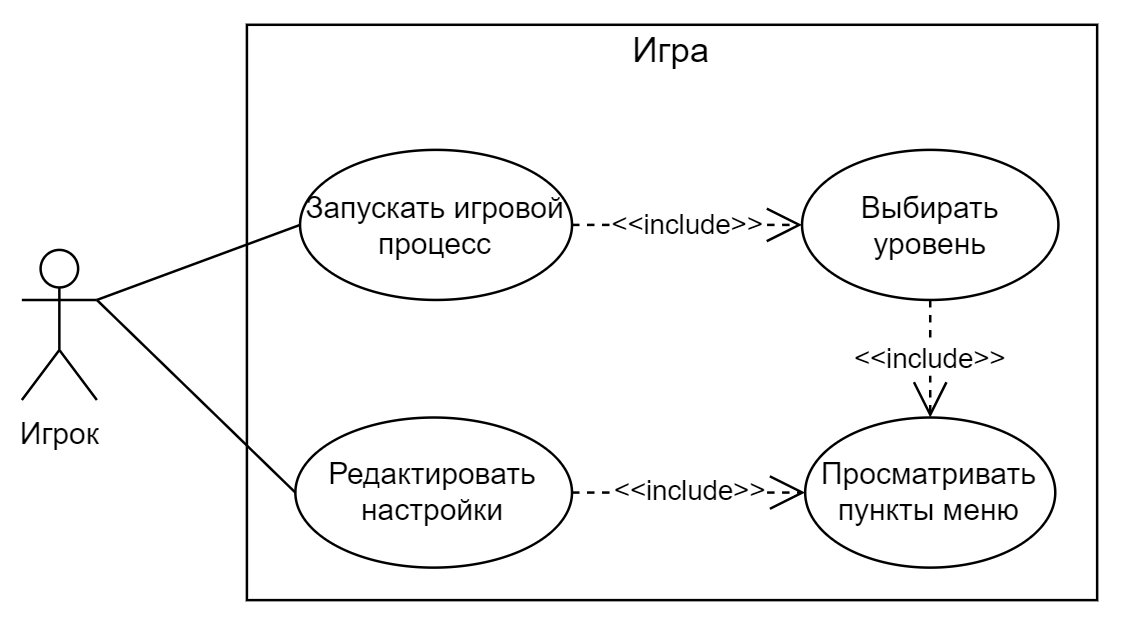 Игра
Запускать игровой
процесс
<<include>>
Выбирать
уровень
<<include>>
Игрок
Редактировать
настройки
<<include>>
Просматривать
пункты меню